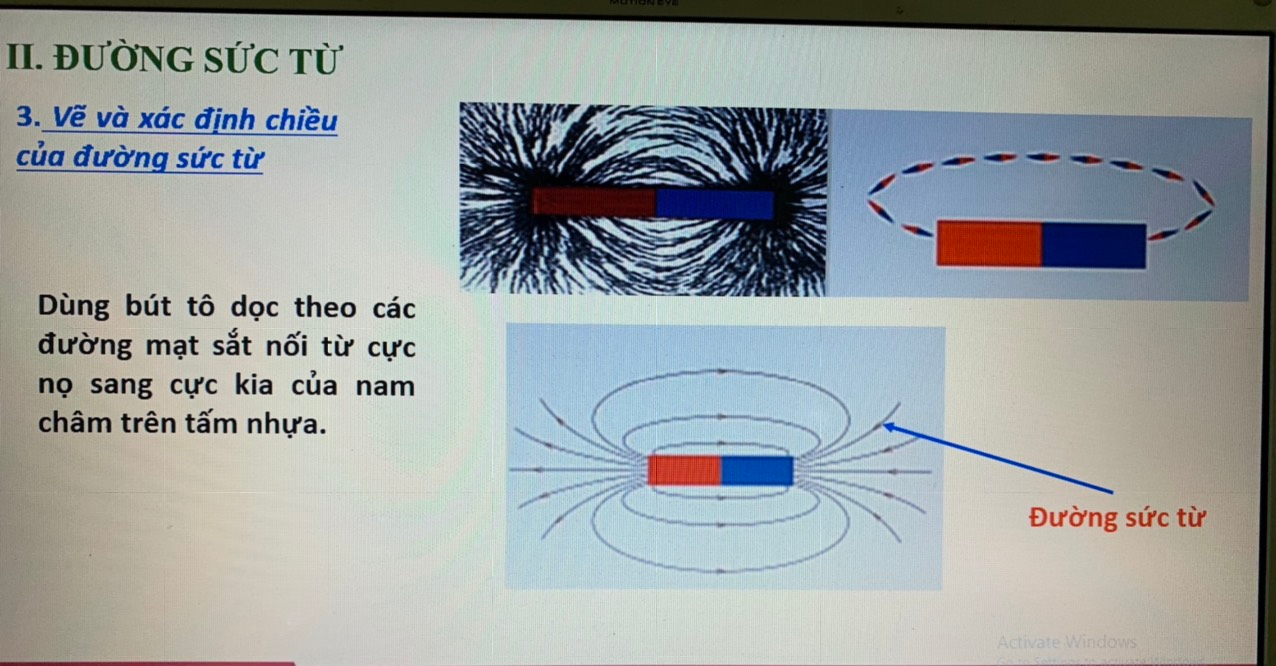 II. ĐƯỜNG SỨC TỪ
3. Vẽ và xác định chiều
của đường sức từ
Dùng bút tô dọc theo các
đường mạt sắt nối từ cực
nọ sang cực kia của nam
châm trên tấm nhựa.
Đường sức từ
Activate Windows